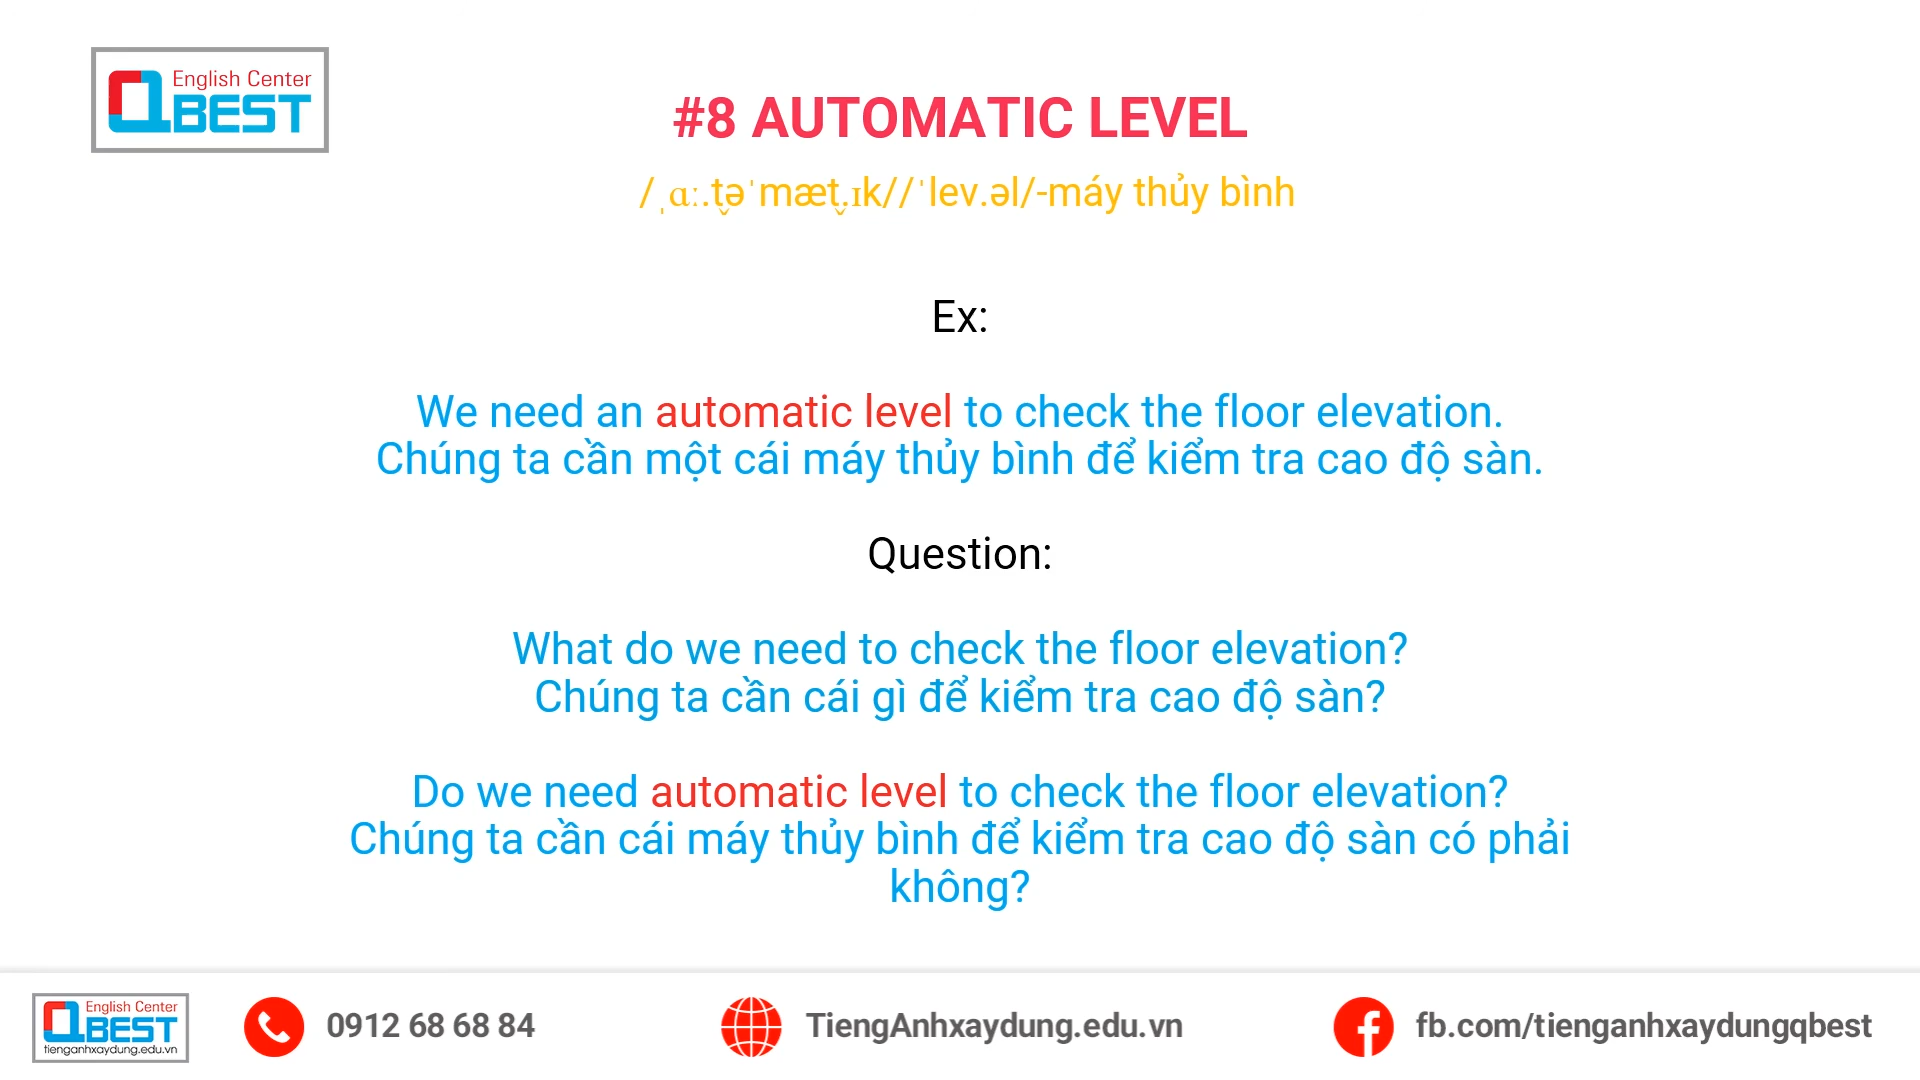 English Center
QBEST
#8 AUTOMATIC LEVEL
/ˌɑː.t̬əˈmæt̬.ɪk//ˈlev.əl/-máy thủy bình
Ex:
We need an automatic level to check the floor elevation.
Chúng ta cần một cái máy thủy bình để kiểm tra cao độ sàn.
Question:
What do we need to check the floor elevation?
Chúng ta cần cái gì để kiểm tra cao độ sàn?
Do we need automatic level to check the floor elevation?
Chúng ta cần cái máy thủy bình để kiểm tra cao độ sàn có phải
không?
English Center
QBEST
tienganhxaydung.edu.vn
0912 68 68 84
TiengAnhxaydung.edu.vn
fb.com/tienganhxaydungqbest